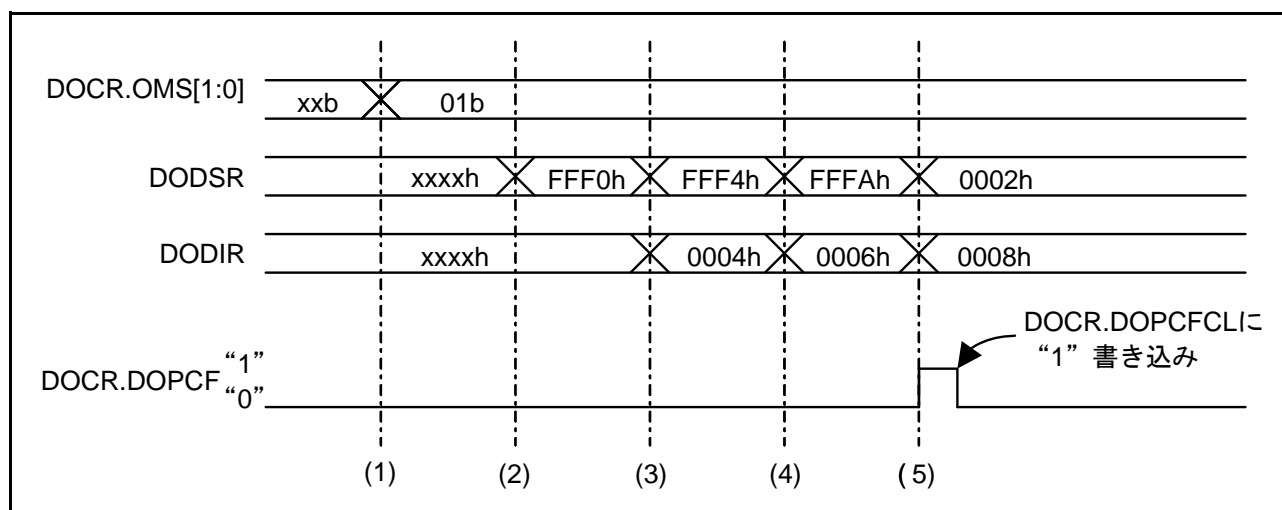 DOCR.OMS[1:0] xxb 01b
DODSR xxxxh FFF0h FFF4h FFFAh 0002h
DODIR xxxxh 0004h 0006h 0008h
DOCR.DOPCFCLに
“1” 書き込み
“1”
DOCR.DOPCF
“0”
(1) (2) (3) (4) (5)